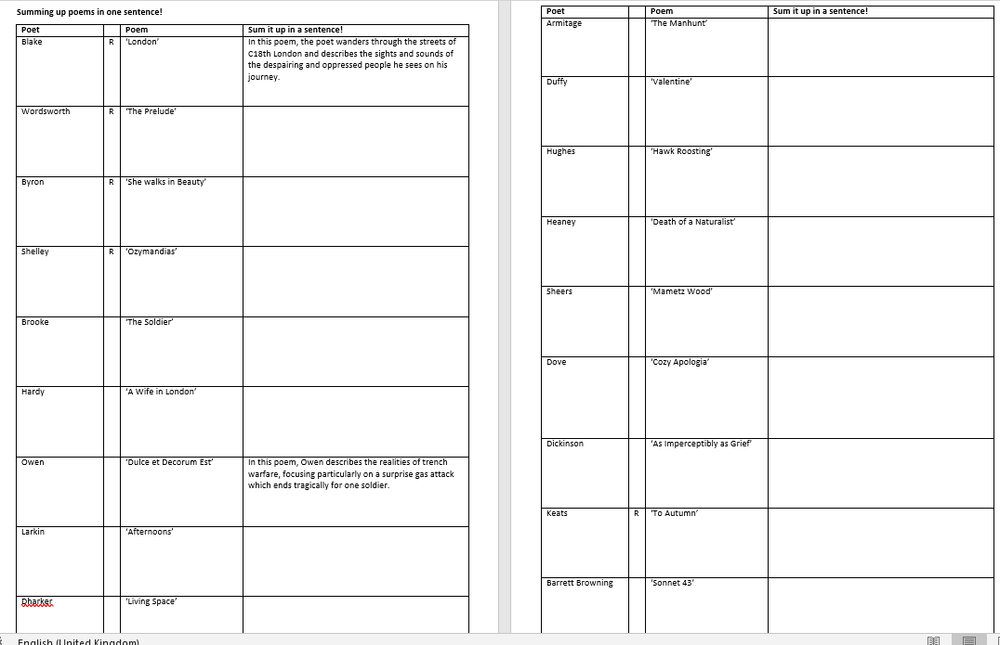 Summing up poems in one sentence!
Poet Poem Sum it up in a sentence!
Blake R ‘London’ In this poem, the poet wanders through the streets of
C18th London and describes the sights and sounds of
the despairing and oppressed people he sees on his
journey.
Wordsworth R ‘The Prelude’
Byron R ‘She walks in Beauty’
Shelley R ‘Ozymandias’
Brooke ‘The Soldier’
Hardy ‘A Wife in London’
Owen ‘Dulce et Decorum Est’ In this poem, Owen describes the realities of trench
warfare, focusing particularly on a surprise gas attack
which ends tragically for one soldier.
Larkin ‘Afternoons’
Dharker ‘Living Space’
Poet Poem Sum it up in a sentence!
Armitage ‘The Manhunt’
Duffy ‘Valentine’
Hughes ‘Hawk Roosting’
Heaney ‘Death of a Naturalist’
Sheers ‘Mametz Wood’
Dove ‘Cozy Apologia’
Dickinson ‘As Imperceptibly as Grief’
Keats R ‘To Autumn’
Barrett Browning ‘Sonnet 43’
English (United Kingdom)